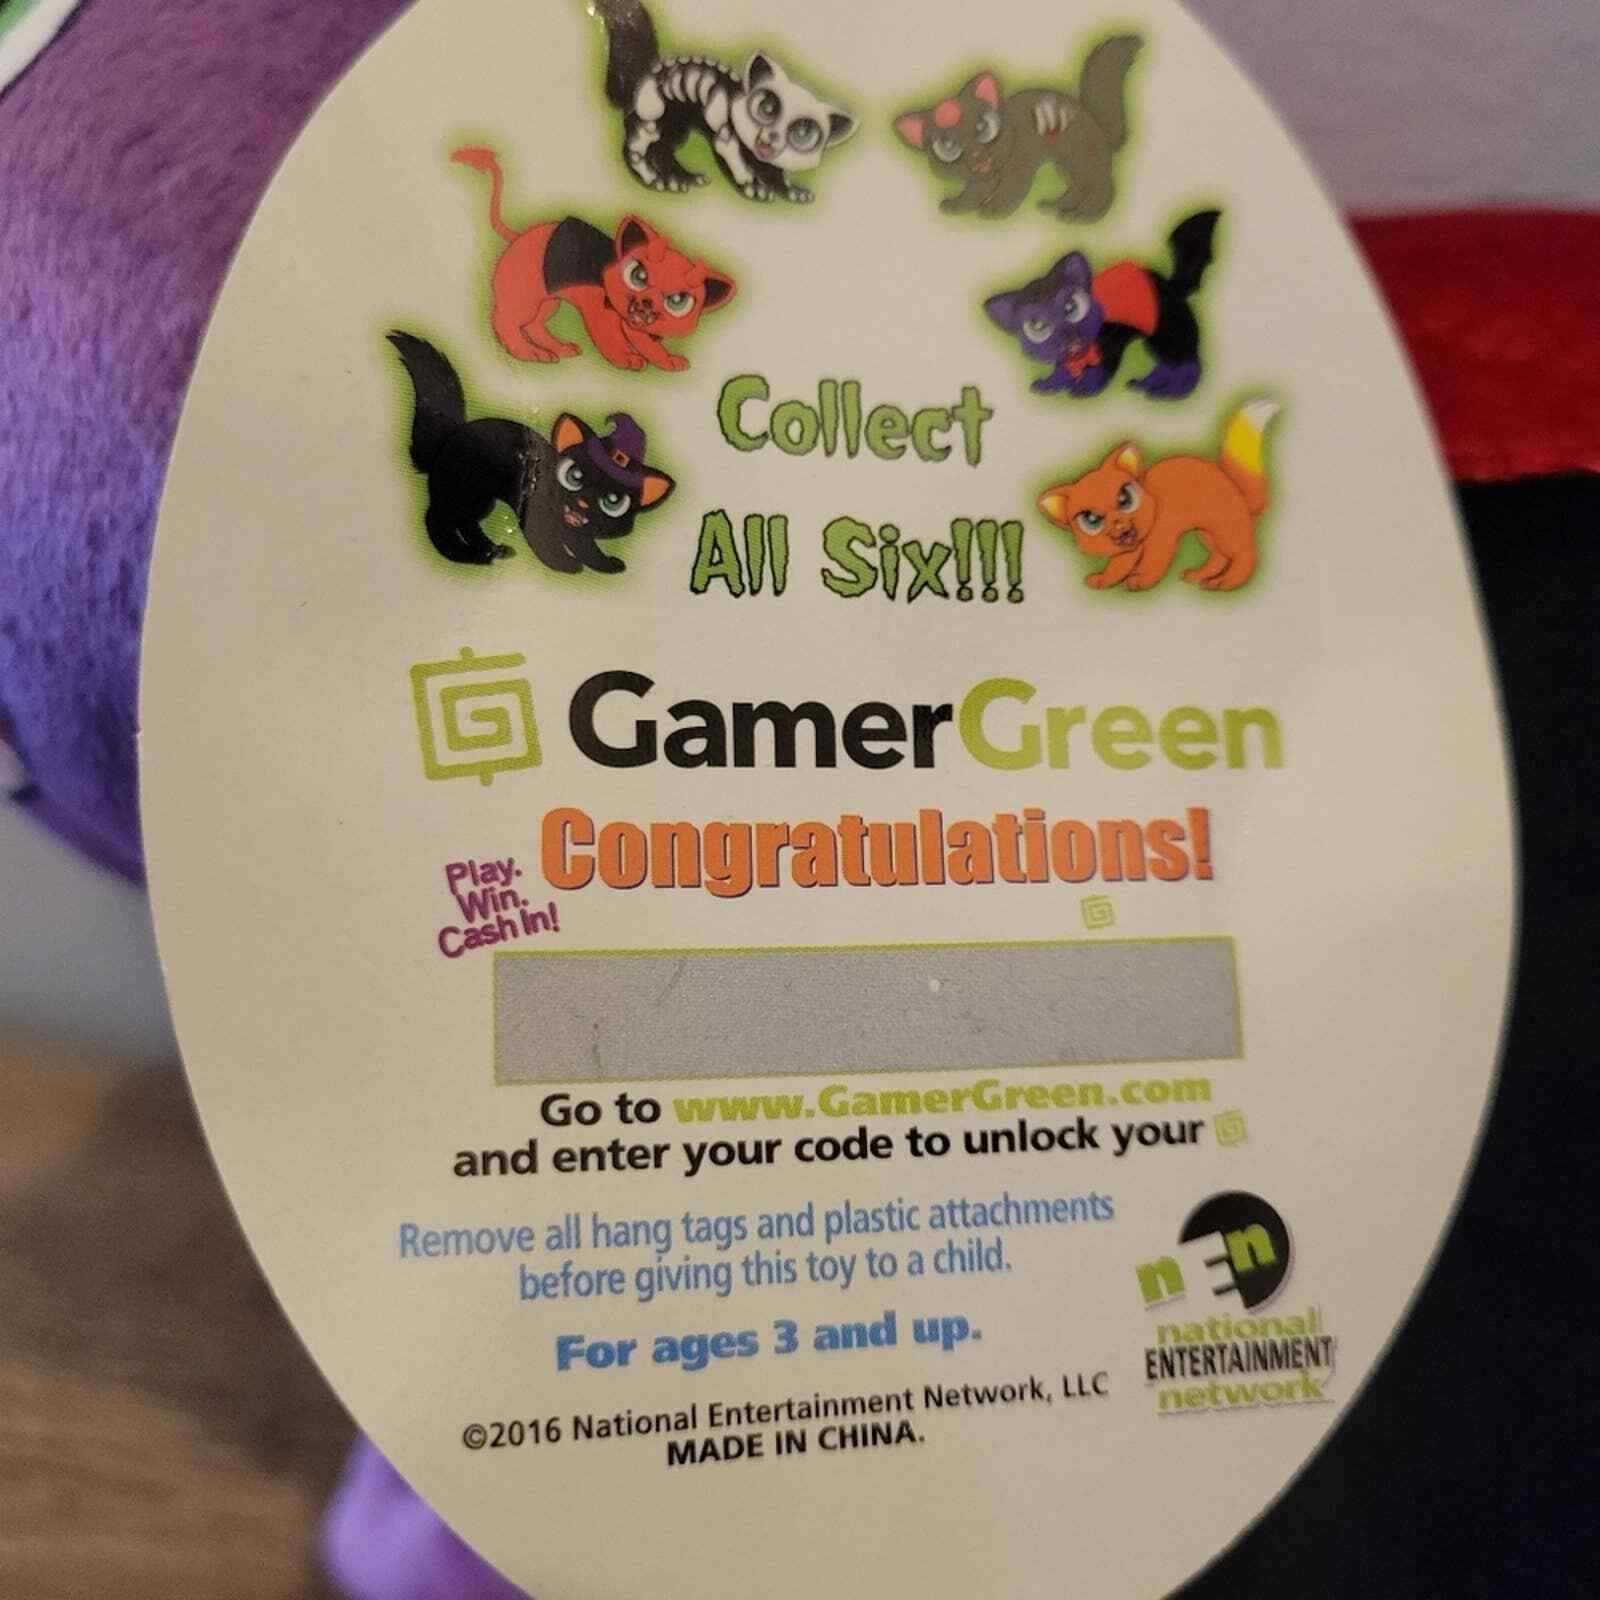 Collect
All Six!!!
GamerGreen
Congratulations!
Play.
Win.
Cash In!
Go to www.GamerGreen.com
and enter your code to unlock your
Remove all hang tags and plastic attachments
before giving this toy to a child.
For ages 3 and up.
©2016 National Entertainment Network, LLC
MADE IN CHINA.
nEn
national
ENTERTAINMENT
network